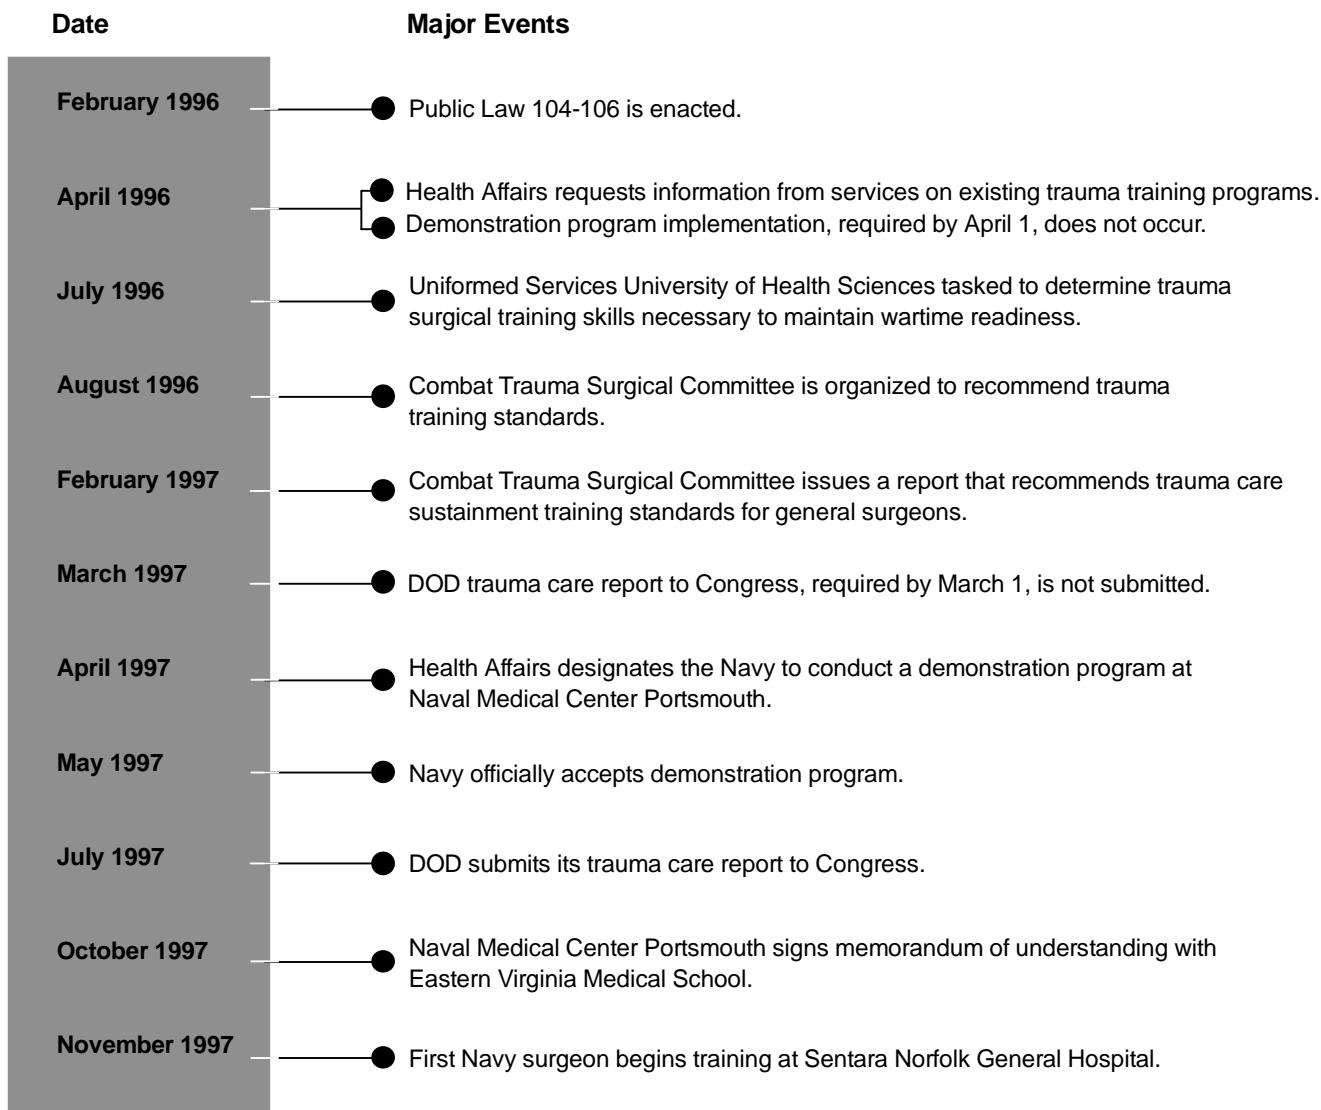 Date Major Events
February 1996 Public Law 104-106 is enacted.
April 1996 Health Affairs requests information from services on existing trauma training programs.
Demonstration program implementation, required by April 1, does not occur.
July 1996 Uniformed Services University of Health Sciences tasked to determine trauma
surgical training skills necessary to maintain wartime readiness.
August 1996 Combat Trauma Surgical Committee is organized to recommend trauma
training standards.
February 1997 Combat Trauma Surgical Committee issues a report that recommends trauma care
sustainment training standards for general surgeons.
March 1997 DOD trauma care report to Congress, required by March 1, is not submitted.
April 1997 Health Affairs designates the Navy to conduct a demonstration program at
Naval Medical Center Portsmouth.
May 1997 Navy officially accepts demonstration program.
July 1997 DOD submits its trauma care report to Congress.
October 1997 Naval Medical Center Portsmouth signs memorandum of understanding with
Eastern Virginia Medical School.
November 1997 First Navy surgeon begins training at Sentara Norfolk General Hospital.